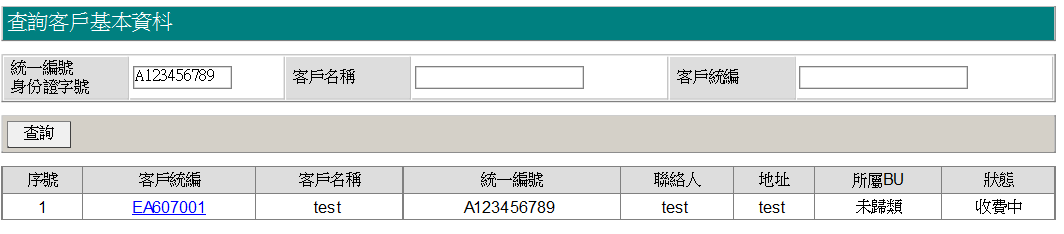 查詢客戶基本資料
統一編號
身份證字號
A123456789
客戶名稱
客戶統編
查詢
序號 客戶統編 客戶名稱 統一編號 聯絡人 地址 所屬BU 狀態
1 EA607001 test A123456789 test test 未歸類 收費中